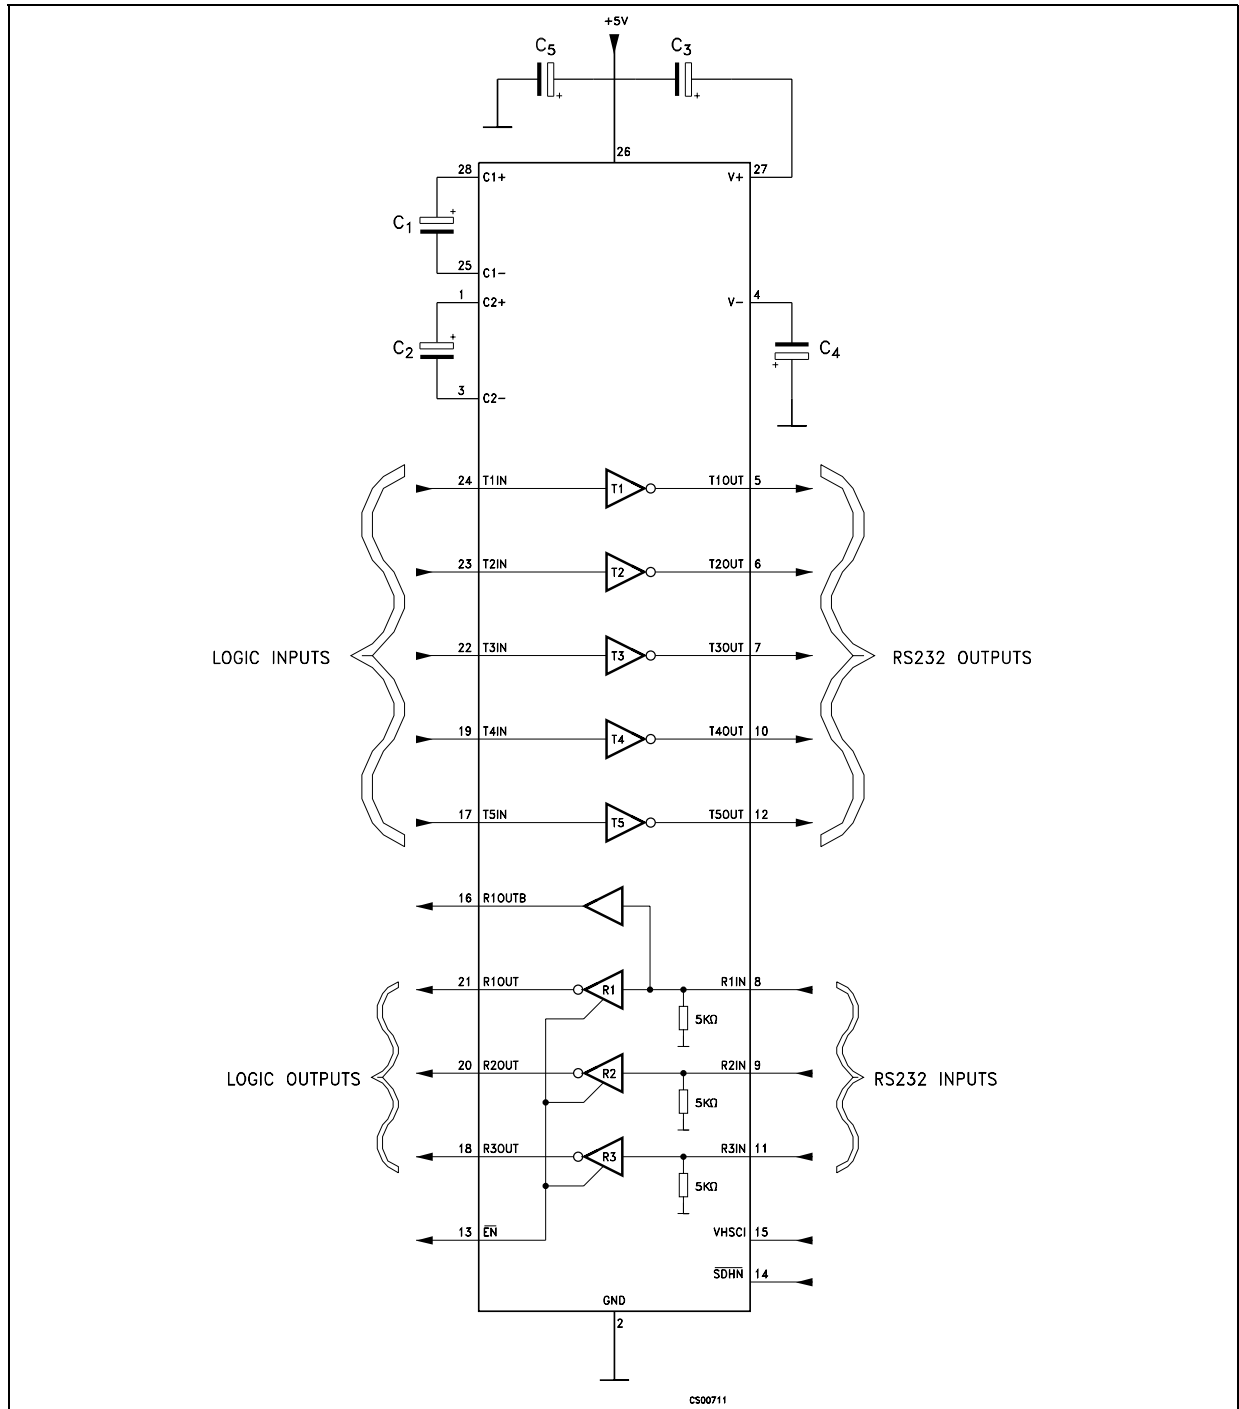 +5V
C5 C3
+ +
26
28 C1+ V+ 27
C1 +
25 C1-
1 C2+ V- 4
C2 + C4
+
3 C2-
24 T1IN T1 T1OUT 5
23 T2IN T2 T2OUT 6
LOGIC INPUTS 22 T3IN T3 T3OUT 7 RS232 OUTPUTS
19 T4IN T4 T4OUT 10
17 T5IN T5 T5OUT 12
16 R1OUTB
21 R1OUT R1 R1IN 8
5KΩ
20 R2OUT R2 R2IN 9
LOGIC OUTPUTS RS232 INPUTS
5KΩ
18 R3OUT R3 R3IN 11
5KΩ
13 EN VHSCI 15
SDHN 14
GND
2
CS00711